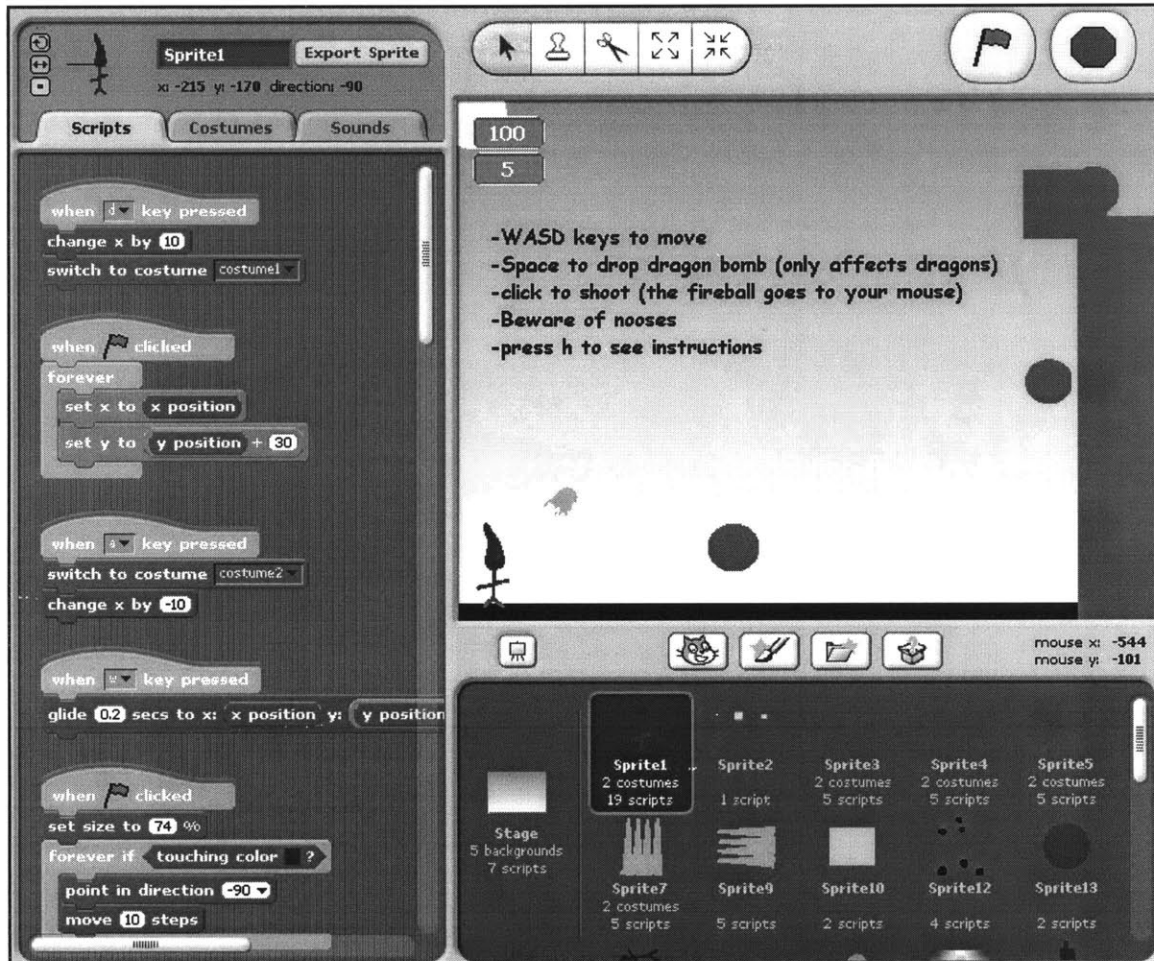 Sprite1
Export Sprite
x: -215 y: -170 direction: -90
Scripts
Costumes
Sounds
when d key pressed
change x by 10
switch to costume costume1
when clicked
forever
set x to x position
set y to y position + 30
when a key pressed
switch to costume costume2
change x by -10
when w key pressed
glide 0.2 secs to x: x position y: y position
when clicked
set size to 74 %
forever if touching color ?
point in direction -90
move 10 steps
100
5
-WASD keys to move
-Space to drop dragon bomb (only affects dragons)
-click to shoot (the fireball goes to your mouse)
-Beware of nooses
-press h to see instructions
mouse x: -544
mouse y: -101
Stage
5 backgrounds
7 scripts
Sprite1
2 costumes
19 scripts
Sprite2
1 script
Sprite3
2 costumes
5 scripts
Sprite4
2 costumes
5 scripts
Sprite5
2 costumes
5 scripts
Sprite7
2 costumes
5 scripts
Sprite9
5 scripts
Sprite10
2 scripts
Sprite12
4 scripts
Sprite13
2 scripts